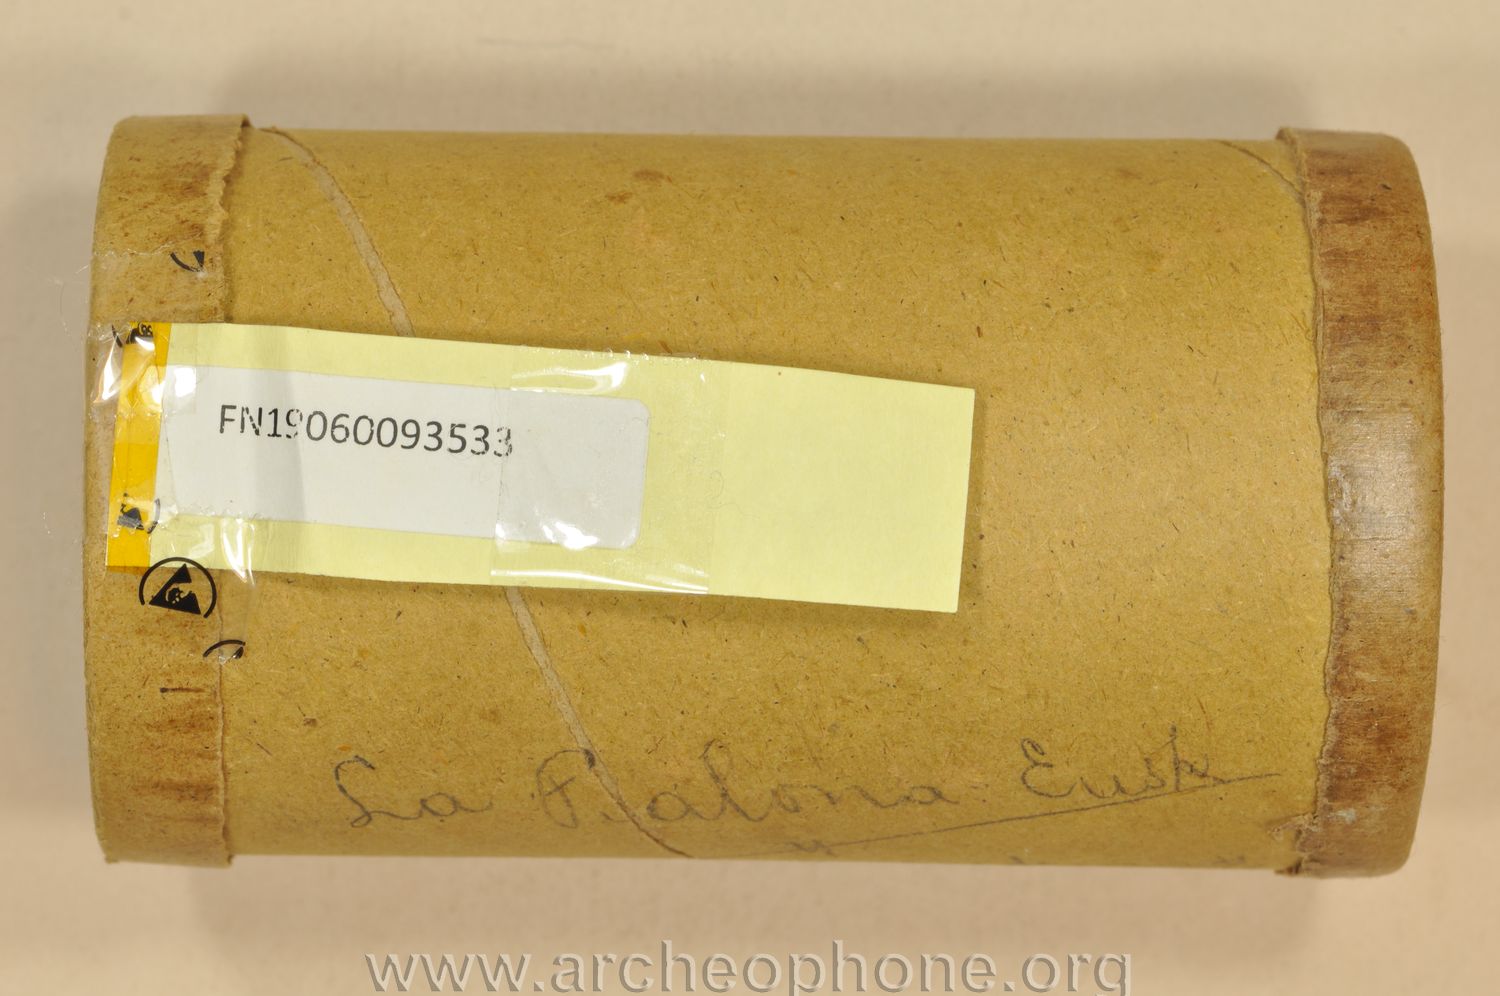 FN19060093533
La Paloma Eusk
www.archeophone.org